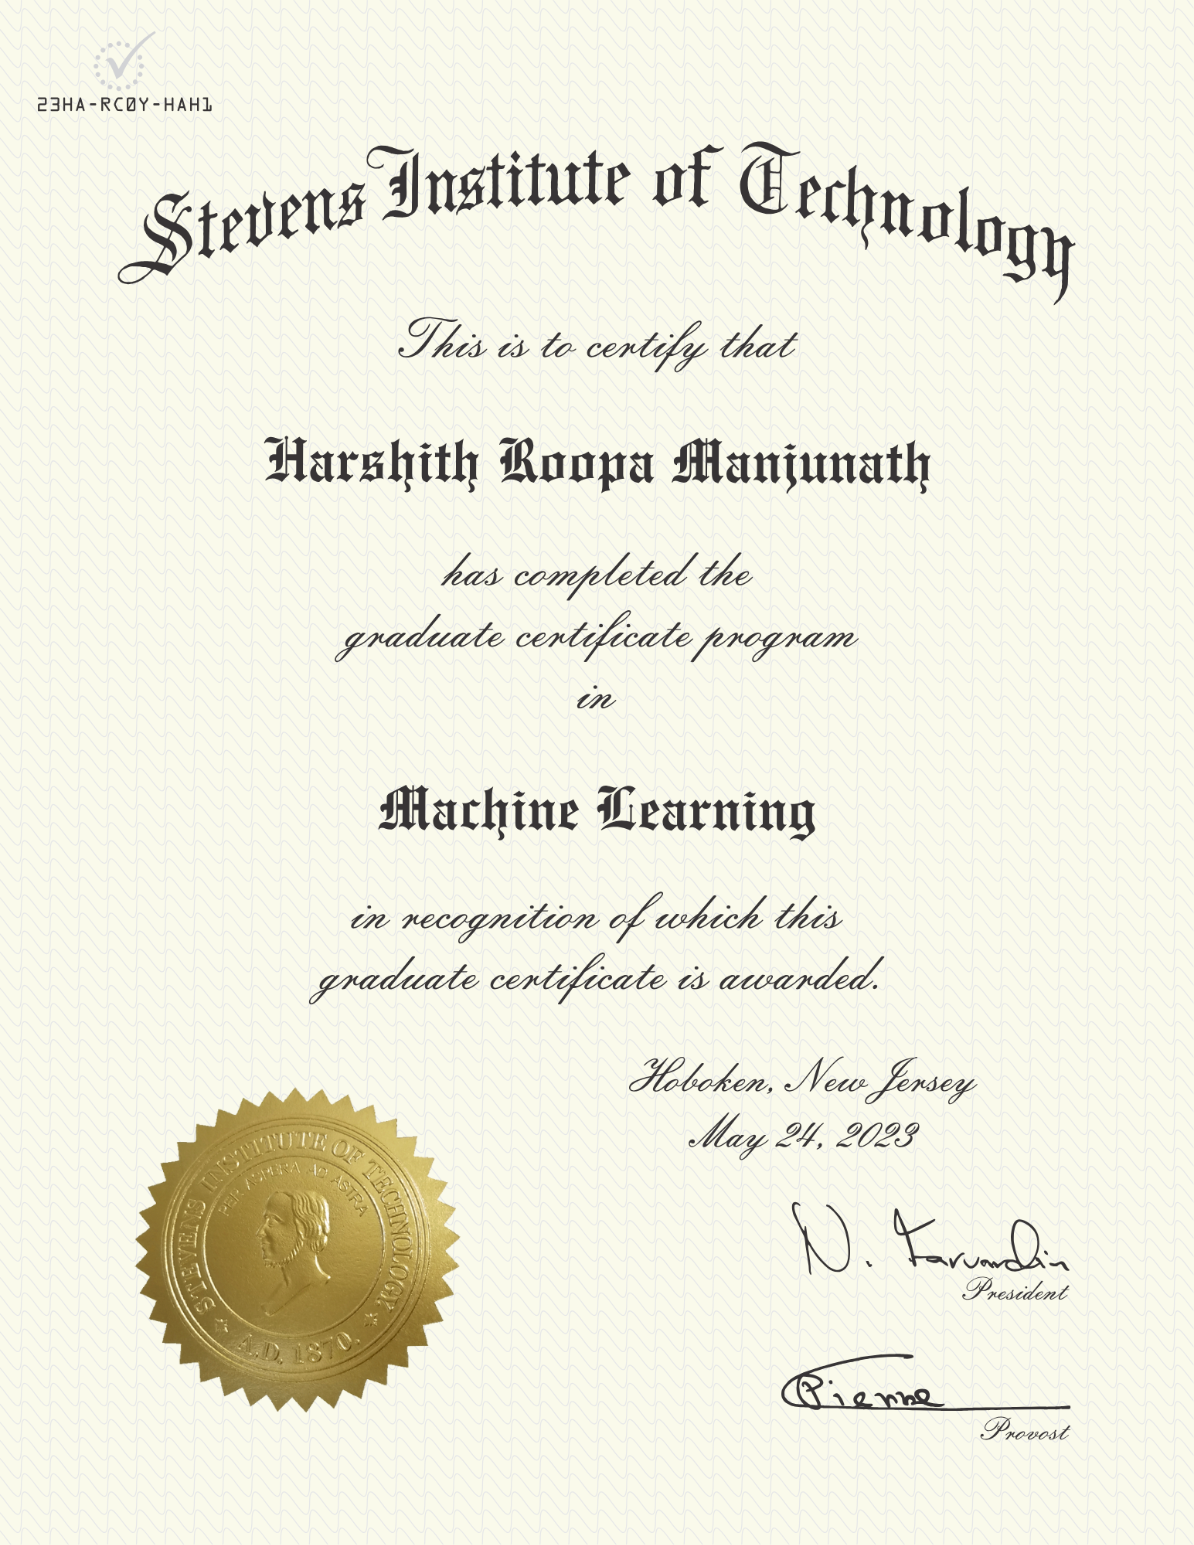 23HA-RC0Y-HAH1
Stevens Institute of Technology
This is to certify that
Harshith Roopa Manjunath
has completed the
graduate certificate program
in
Machine Learning
in recognition of which this
graduate certificate is awarded.
Hoboken, New Jersey
May 24, 2023
STEVENS INSTITUTE OF TECHNOLOGY
PER ASPERA AD ASTRA
A.D. 1870.
N. Farvardin
President
Pierre
Provost